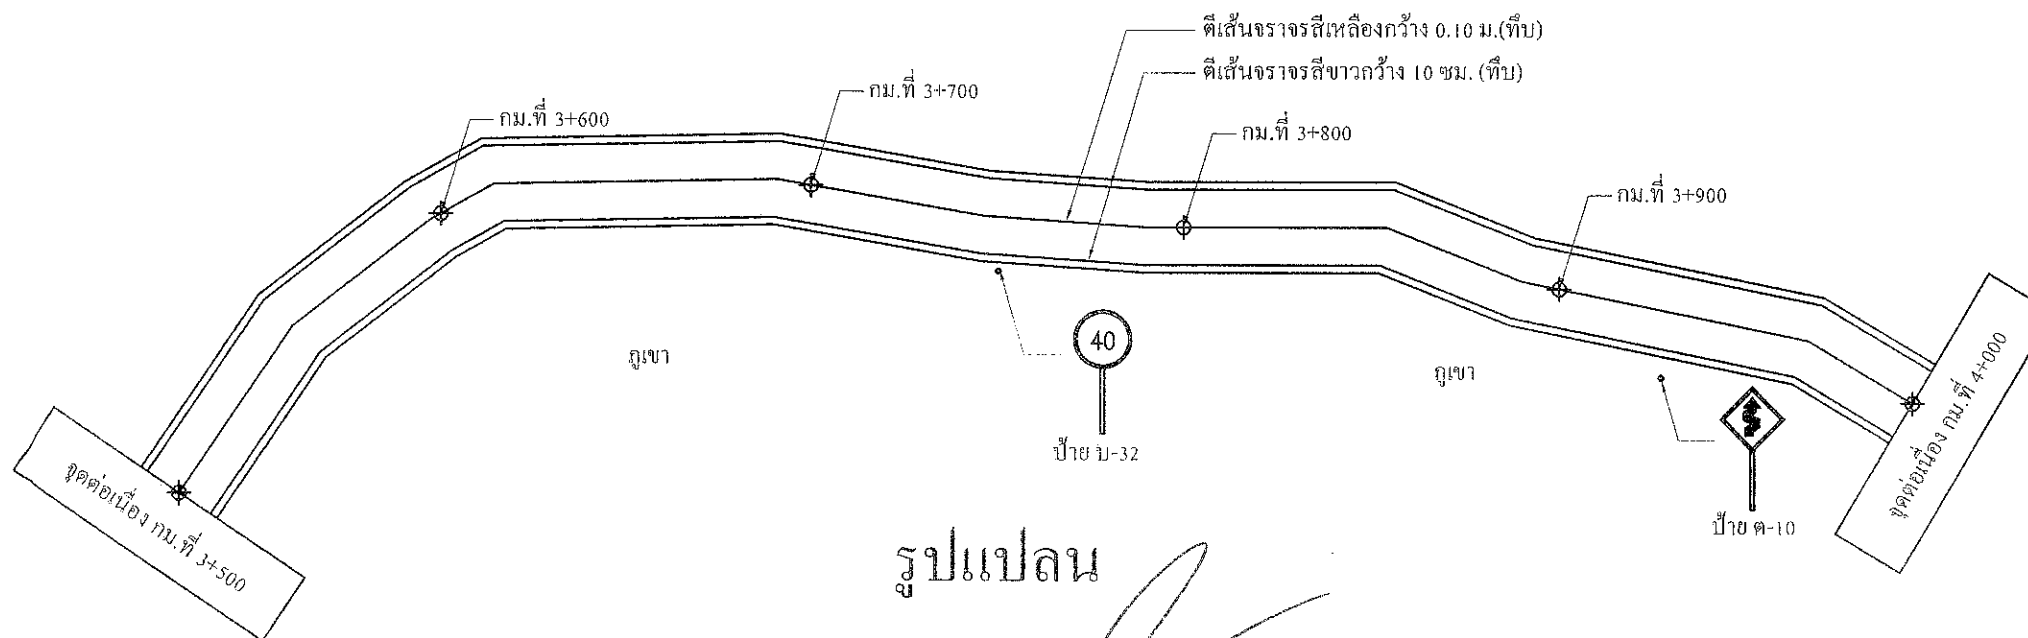 ตีเส้นจราจรสีเหลืองกว้าง 0.10 ม.(ทึบ)
ตีเส้นจราจรสีขาวกว้าง 10 ซม. (ทึบ)
กม.ที่ 3+600
กม.ที่ 3+700
กม.ที่ 3+800
กม.ที่ 3+900
ภูเขา
40
ป้าย บ-32
ภูเขา
ป้าย ต-10
จุดต่อเนื่อง กม.ที่ 3+500
จุดต่อเนื่อง กม.ที่ 4+000
รูปแปลน